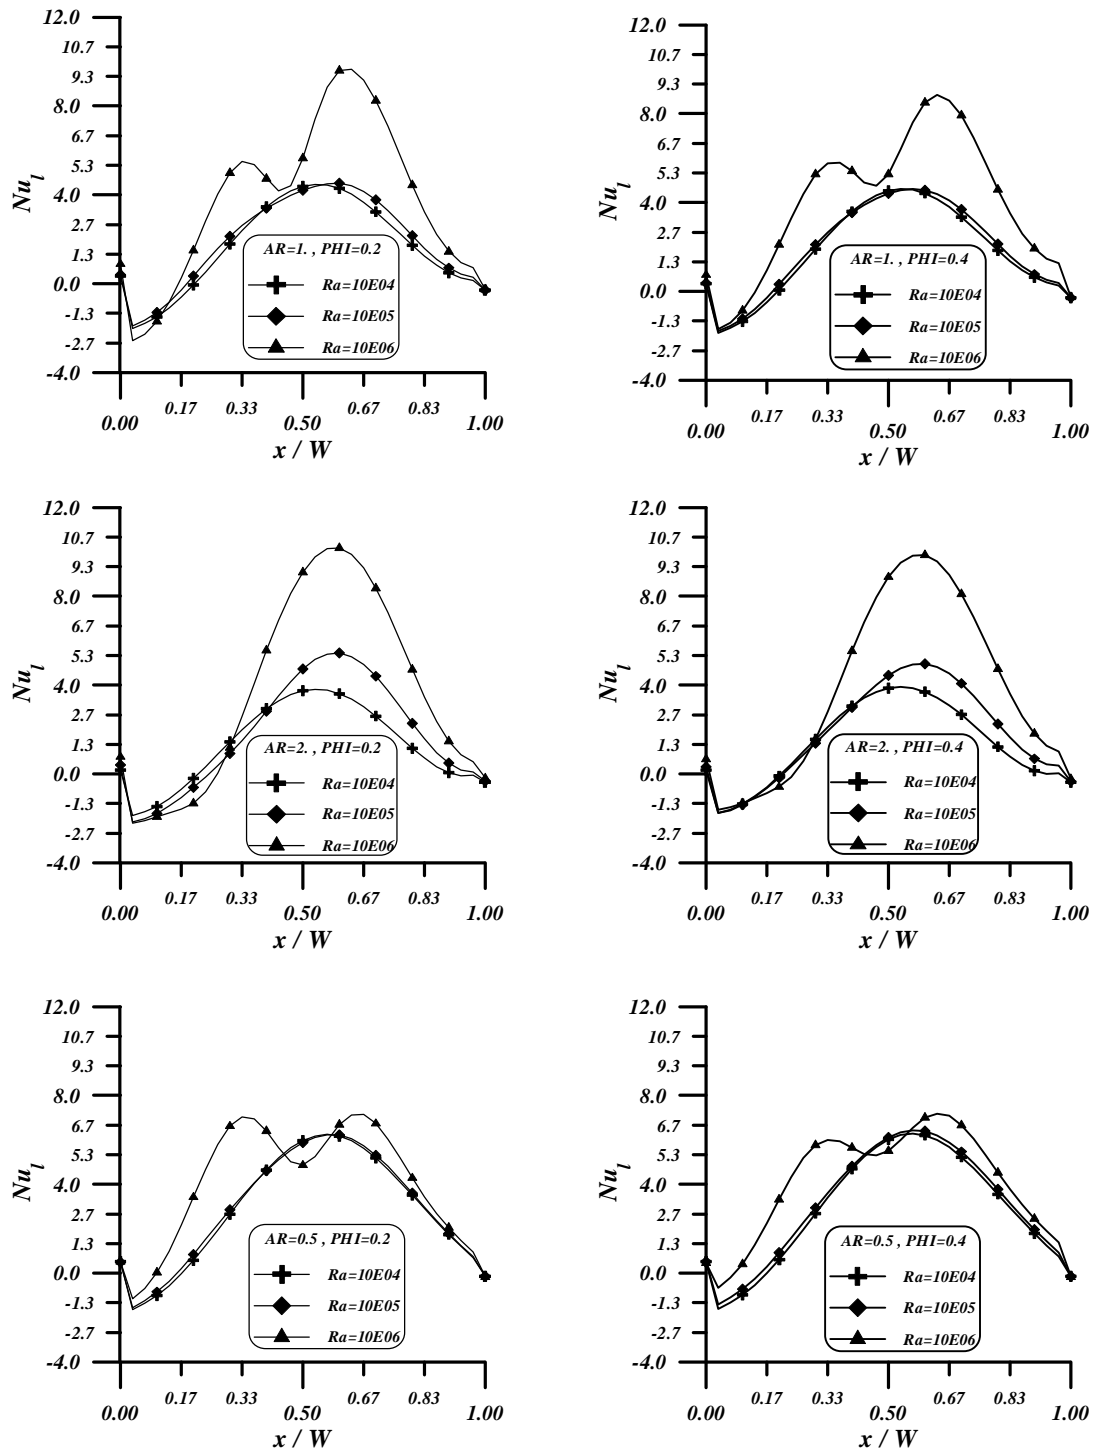 12.0
10.7
9.3
8.0
6.7
5.3
4.0
2.7
1.3
0.0
-1.3
-2.7
-4.0
Nu_l
AR=1. , PHI=0.2
Ra=10E04
Ra=10E05
Ra=10E06
0.17 0.33 0.67 0.83
0.00 0.50 1.00
x / W
12.0
10.7
9.3
8.0
6.7
5.3
4.0
2.7
1.3
0.0
-1.3
-2.7
-4.0
Nu_l
AR=1. , PHI=0.4
Ra=10E04
Ra=10E05
Ra=10E06
0.17 0.33 0.67 0.83
0.00 0.50 1.00
x / W
12.0
10.7
9.3
8.0
6.7
5.3
4.0
2.7
1.3
0.0
-1.3
-2.7
-4.0
Nu_l
AR=2. , PHI=0.2
Ra=10E04
Ra=10E05
Ra=10E06
0.17 0.33 0.67 0.83
0.00 0.50 1.00
x / W
12.0
10.7
9.3
8.0
6.7
5.3
4.0
2.7
1.3
0.0
-1.3
-2.7
-4.0
Nu_l
AR=2. , PHI=0.4
Ra=10E04
Ra=10E05
Ra=10E06
0.17 0.33 0.67 0.83
0.00 0.50 1.00
x / W
12.0
10.7
9.3
8.0
6.7
5.3
4.0
2.7
1.3
0.0
-1.3
-2.7
-4.0
Nu_l
AR=0.5 , PHI=0.2
Ra=10E04
Ra=10E05
Ra=10E06
0.17 0.33 0.67 0.83
0.00 0.50 1.00
x / W
12.0
10.7
9.3
8.0
6.7
5.3
4.0
2.7
1.3
0.0
-1.3
-2.7
-4.0
Nu_l
AR=0.5 , PHI=0.4
Ra=10E04
Ra=10E05
Ra=10E06
0.17 0.33 0.67 0.83
0.00 0.50 1.00
x / W